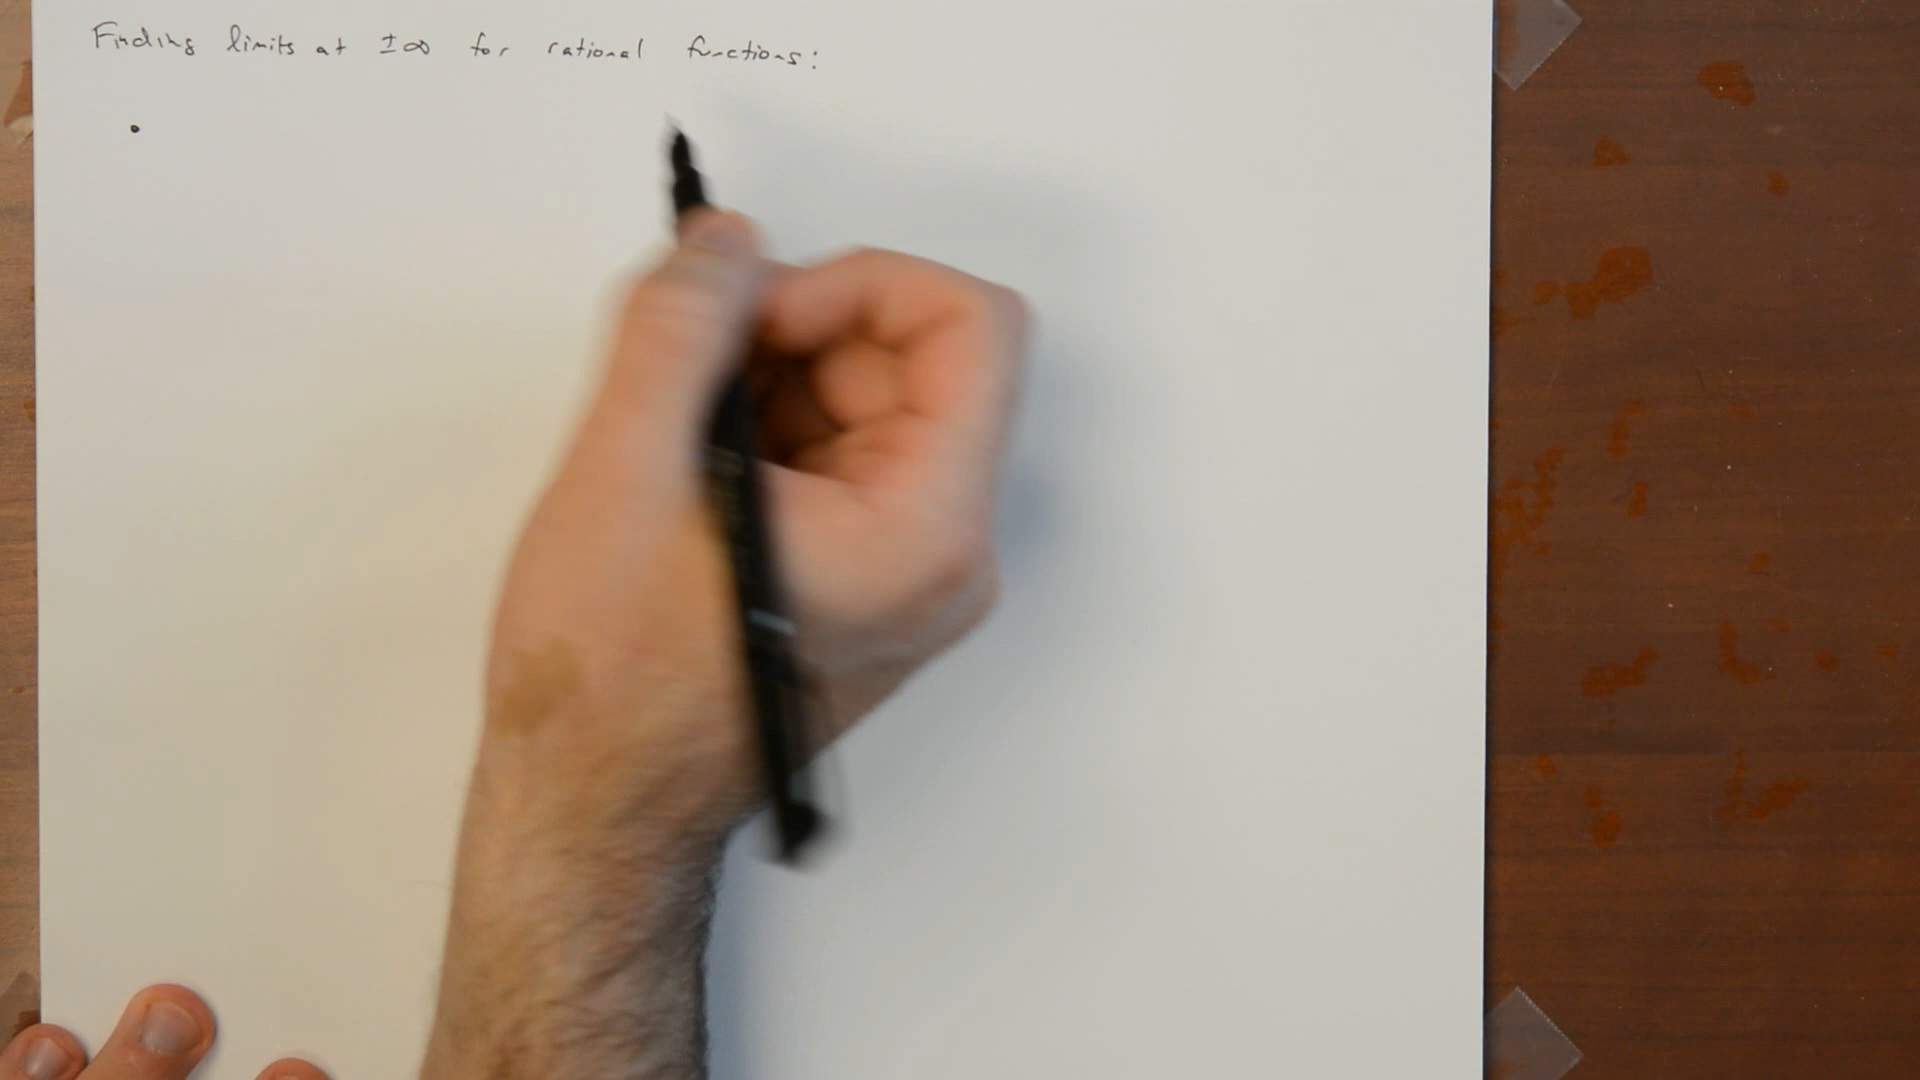 Finding limits at ±∞ for rational functions:
•